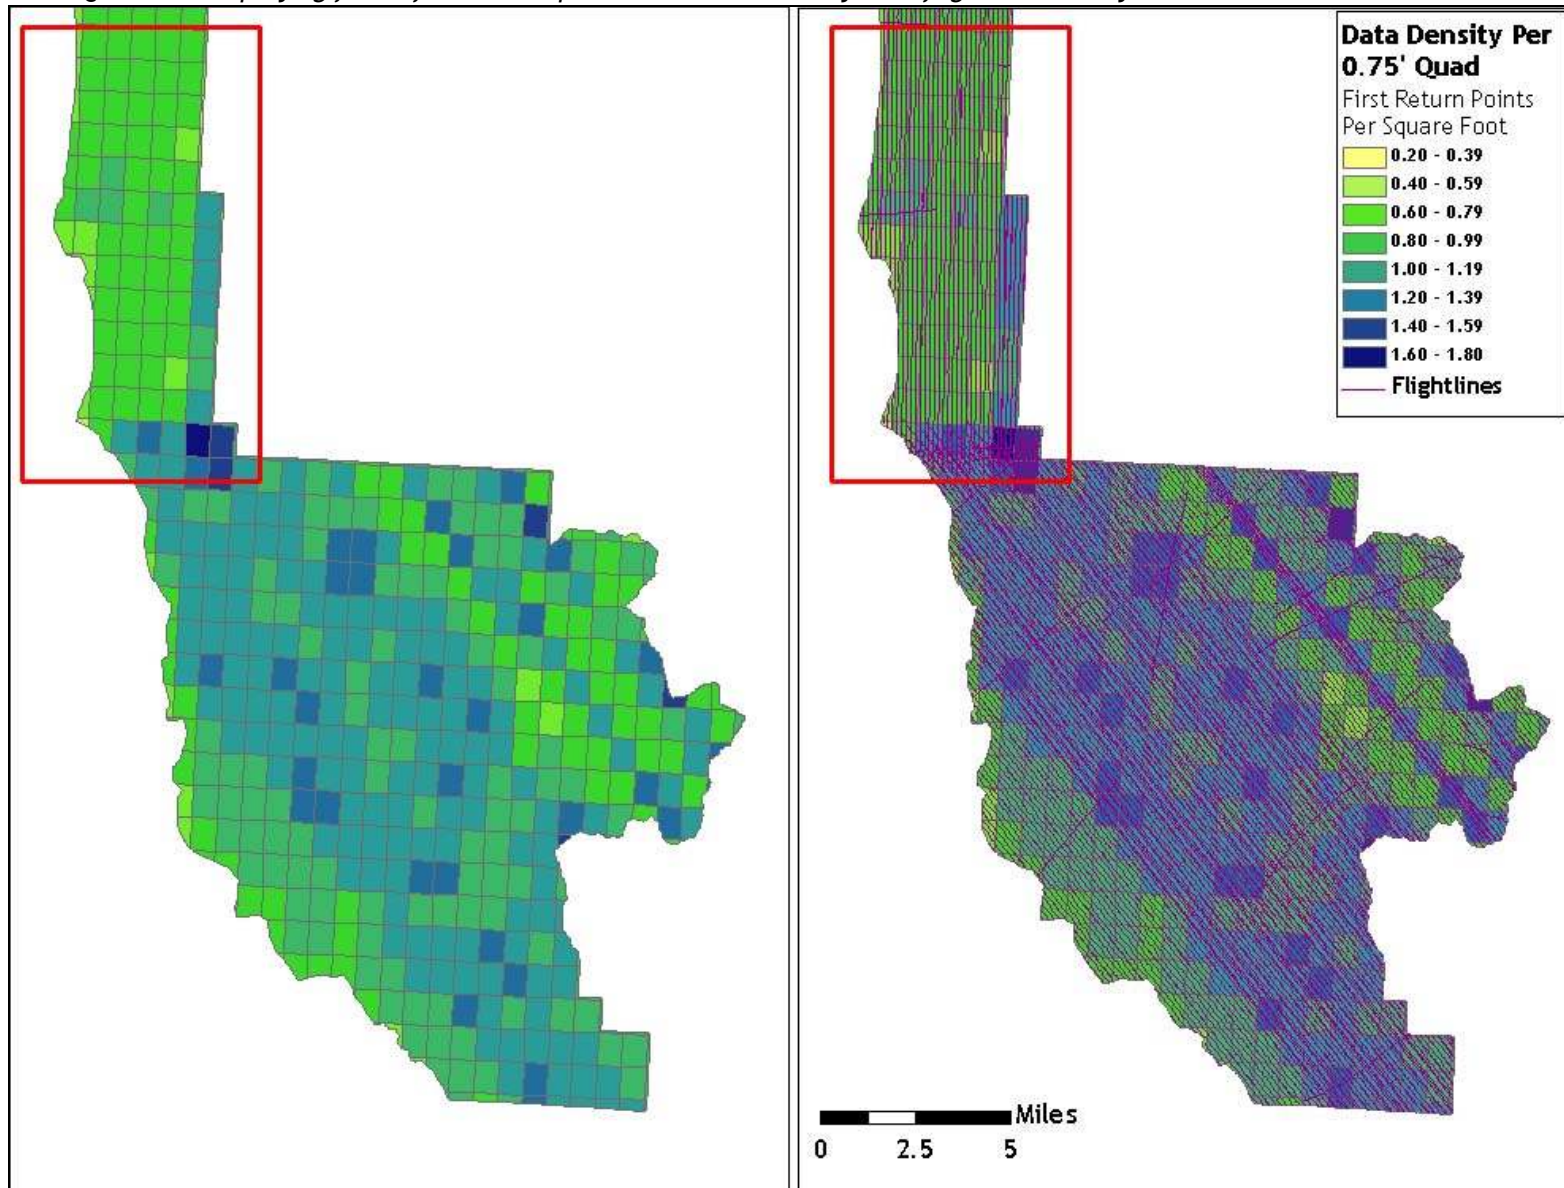 Data Density Per
0.75' Quad
First Return Points
Per Square Foot
0.20 - 0.39
0.40 - 0.59
0.60 - 0.79
0.80 - 0.99
1.00 - 1.19
1.20 - 1.39
1.40 - 1.59
1.60 - 1.80
Flightlines
Miles
0 2.5 5